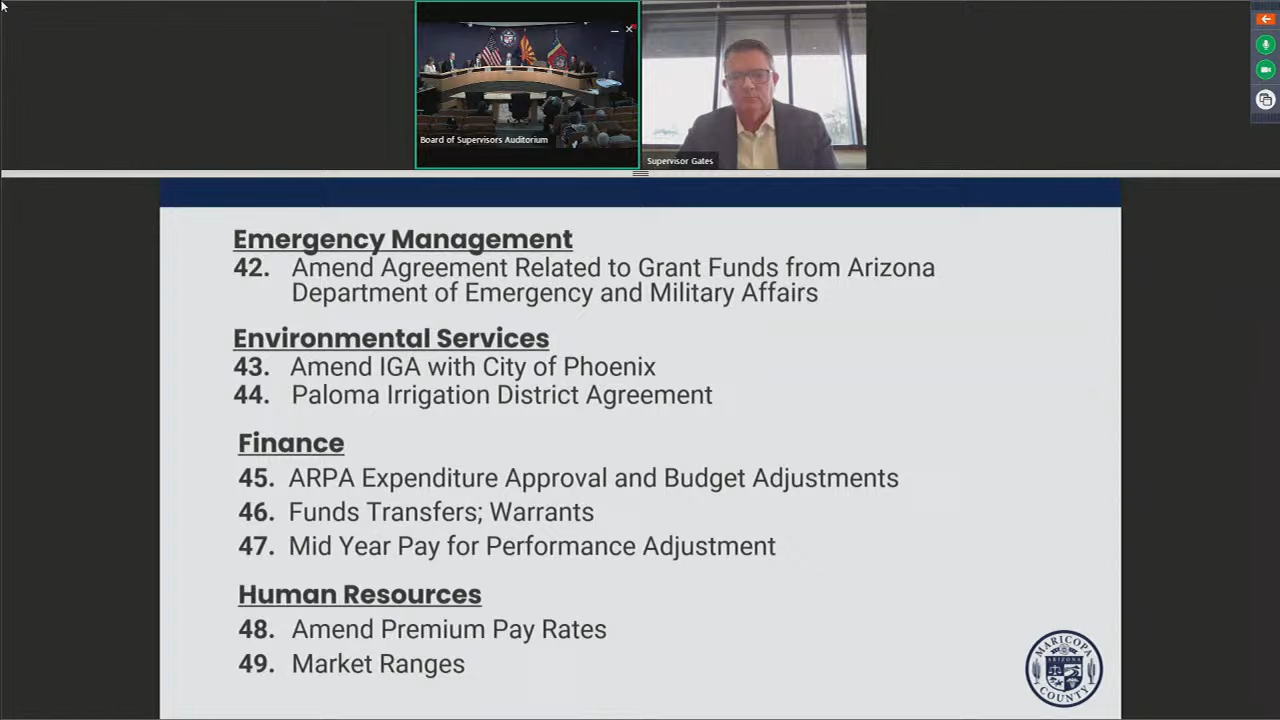 Board of Supervisors Auditorium
Supervisor Gates
Emergency Management
42. Amend Agreement Related to Grant Funds from Arizona
Department of Emergency and Military Affairs
Environmental Services
43. Amend IGA with City of Phoenix
44. Paloma Irrigation District Agreement
Finance
45. ARPA Expenditure Approval and Budget Adjustments
46. Funds Transfers; Warrants
47. Mid Year Pay for Performance Adjustment
Human Resources
48. Amend Premium Pay Rates
49. Market Ranges
MARICOPA
ARIZONA
COUNTY